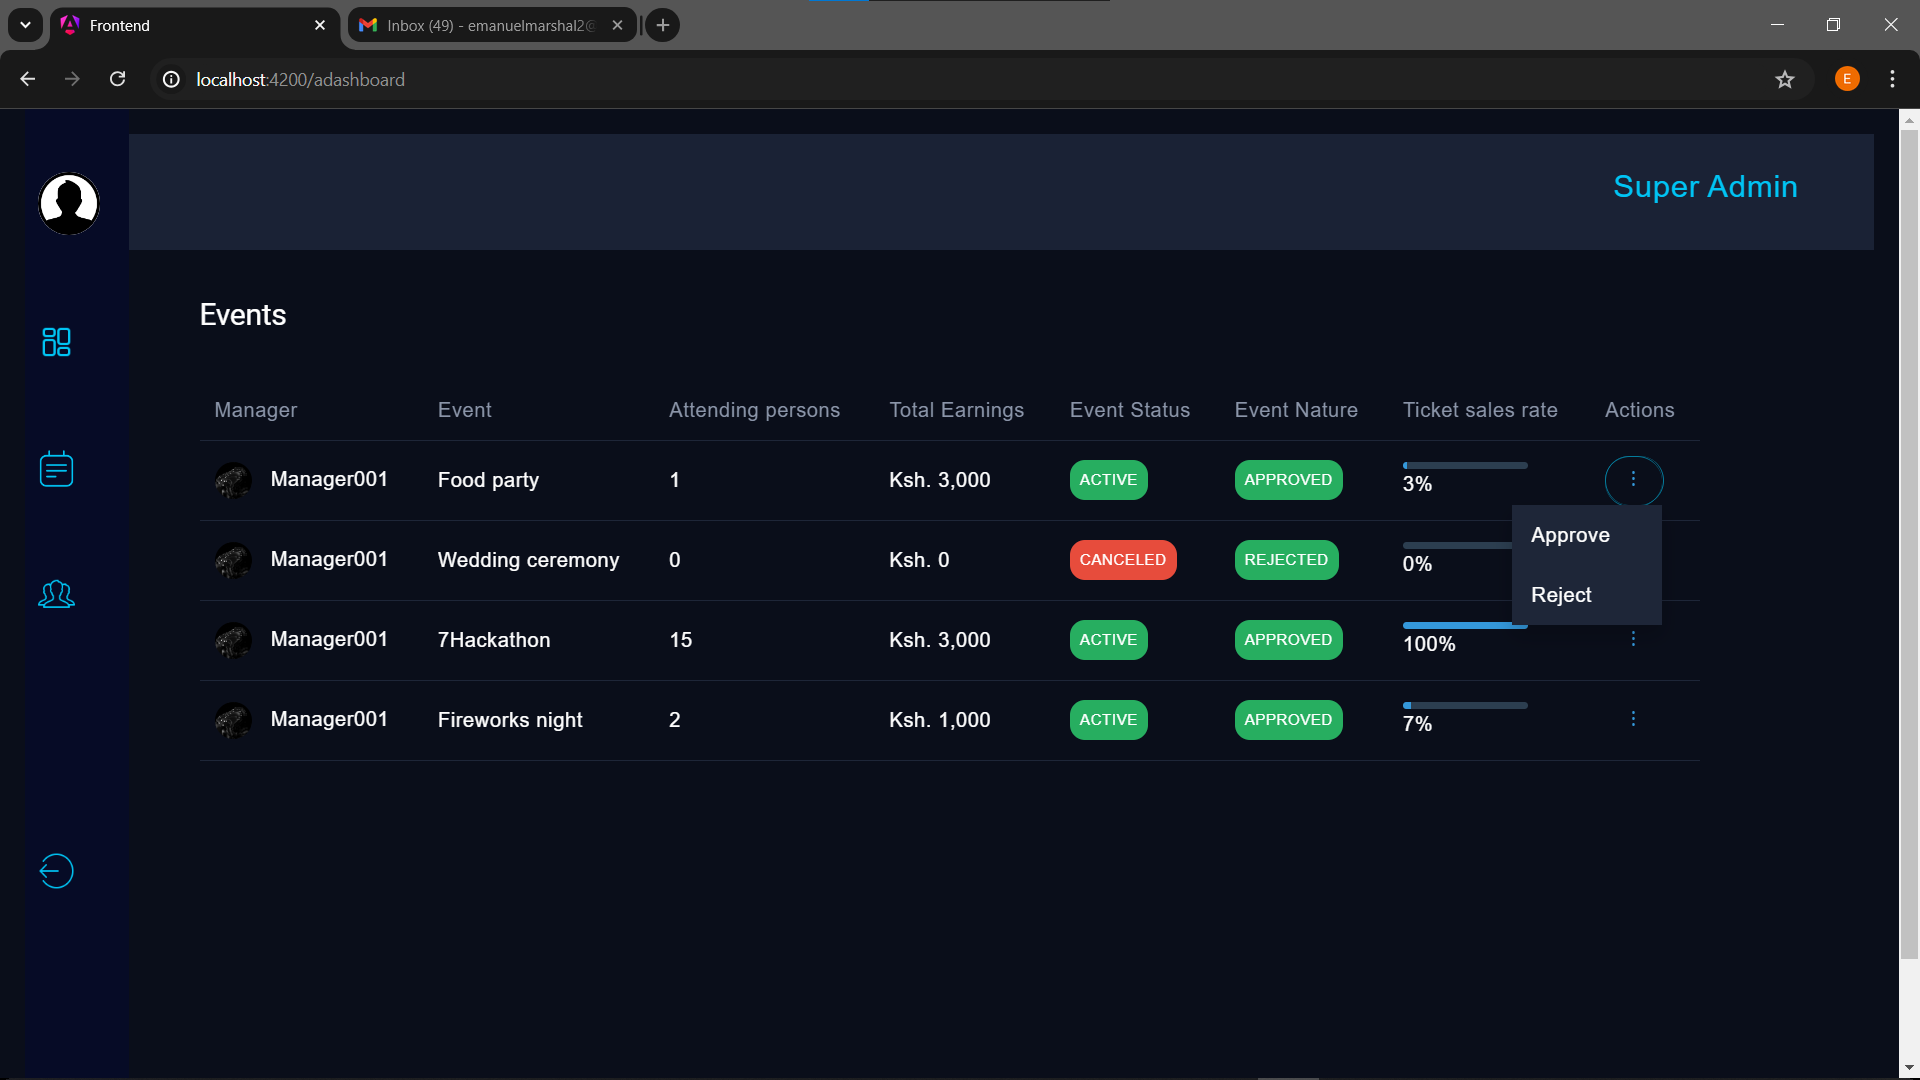 Frontend
Inbox (49) - emanuelmarshal2@
localhost:4200/adashboard
E
Super Admin
Events
Manager Event Attending persons Total Earnings Event Status Event Nature Ticket sales rate Actions
Manager001 Food party 1 Ksh. 3,000 ACTIVE APPROVED 3%
Approve
Manager001 Wedding ceremony 0 Ksh. 0 CANCELED REJECTED 0%
Reject
Manager001 7Hackathon 15 Ksh. 3,000 ACTIVE APPROVED 100%
Manager001 Fireworks night 2 Ksh. 1,000 ACTIVE APPROVED 7%